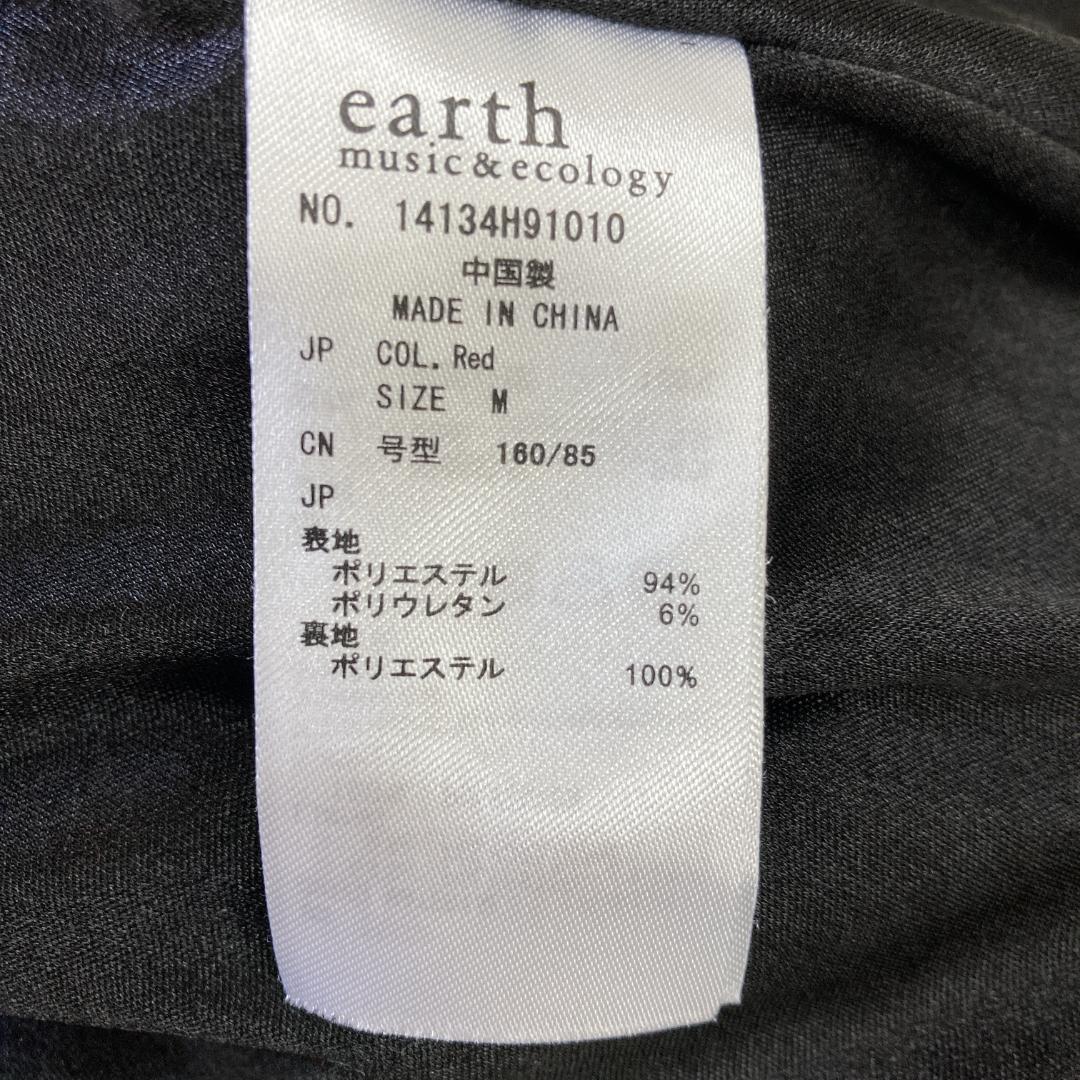 earth
music&ecology
NO. 14134H91010
中国製
MADE IN CHINA
JP COL. Red
SIZE M
CN 号型 160/85
JP
表地
ポリエステル 94%
ポリウレタン 6%
裏地
ポリエステル 100%